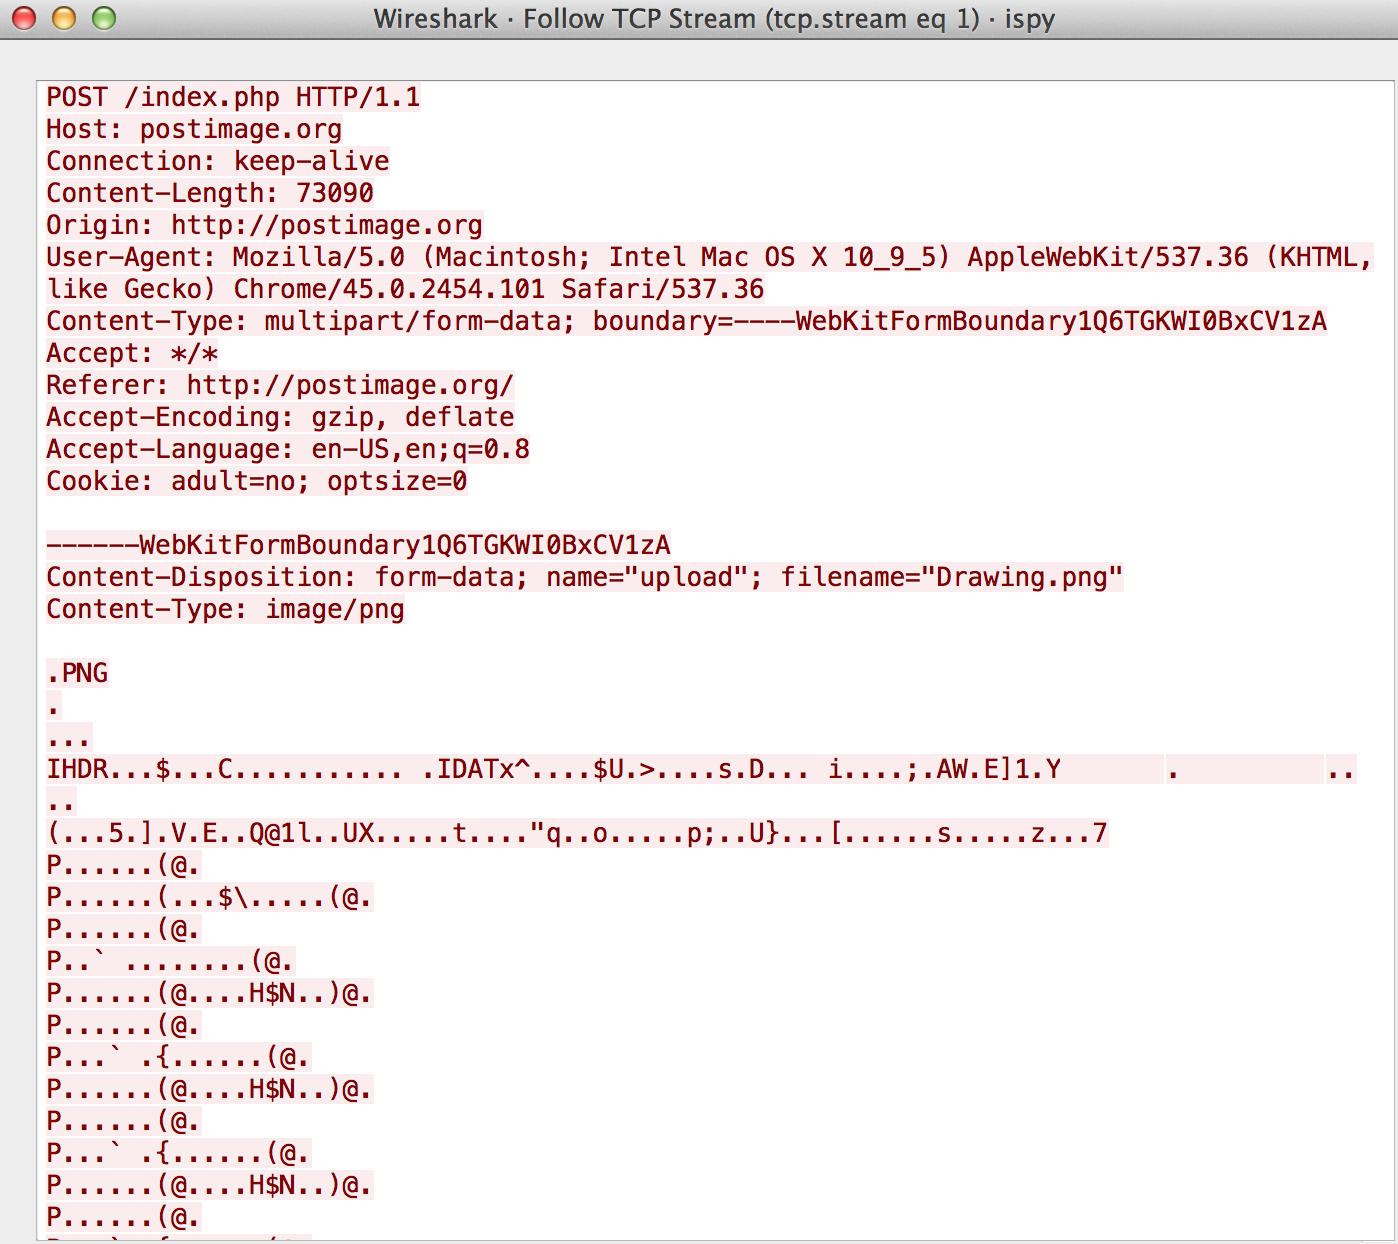 Wireshark · Follow TCP Stream (tcp.stream eq 1) · ispy
POST /index.php HTTP/1.1
Host: postimage.org
Connection: keep-alive
Content-Length: 73090
Origin: http://postimage.org
User-Agent: Mozilla/5.0 (Macintosh; Intel Mac OS X 10_9_5) AppleWebKit/537.36 (KHTML,
like Gecko) Chrome/45.0.2454.101 Safari/537.36
Content-Type: multipart/form-data; boundary=----WebKitFormBoundary1Q6TGKWI0BxCV1zA
Accept: */*
Referer: http://postimage.org/
Accept-Encoding: gzip, deflate
Accept-Language: en-US,en;q=0.8
Cookie: adult=no; optsize=0
------WebKitFormBoundary1Q6TGKWI0BxCV1zA
Content-Disposition: form-data; name="upload"; filename="Drawing.png"
Content-Type: image/png
.PNG
.
...
IHDR...$...C........... .IDATx^....$U.>....s.D... i....;.AW.E]1.Y . ..
..
(...5.].V.E..Q@1l..UX.....t...."q..o.....p;..U}...[......s.....z...7
P......(@.
P......(...$\.....(@.
P......(@.
P..` ........(@.
P......(@....H$N..)@.
P......(@.
P...` .{......(@.
P......(@....H$N..)@.
P......(@.
P...` .{......(@.
P......(@....H$N..)@.
P......(@.